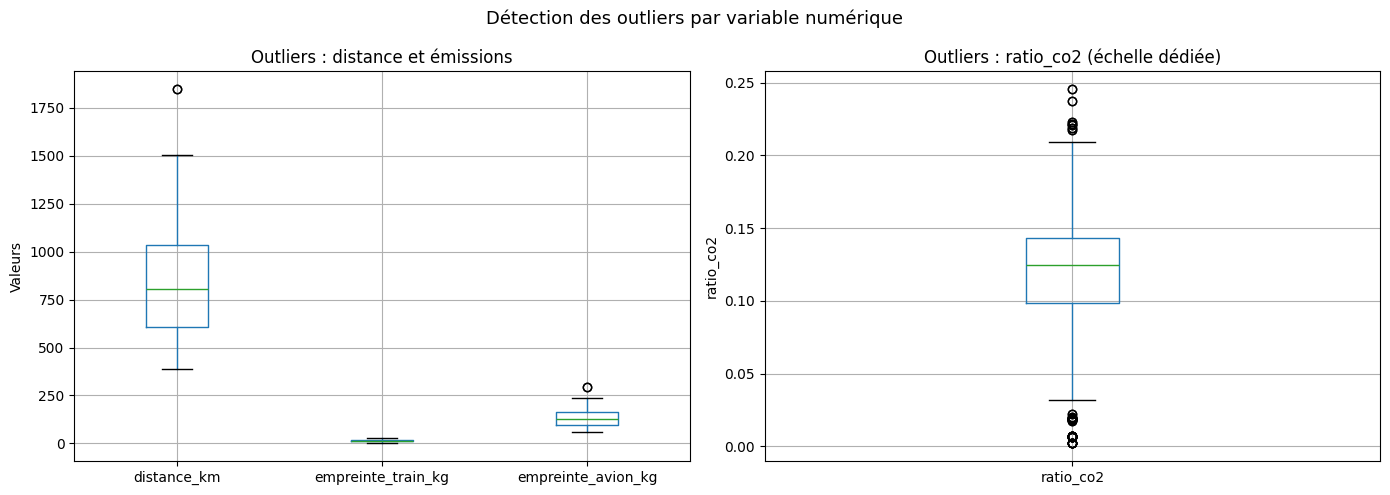 Détection des outliers par variable numérique
Outliers : distance et émissions
Valeurs
1750
1500
1250
1000
750
500
250
0
distance_km
empreinte_train_kg
empreinte_avion_kg
Outliers : ratio_co2 (échelle dédiée)
ratio_co2
0.25
0.20
0.15
0.10
0.05
0.00
ratio_co2